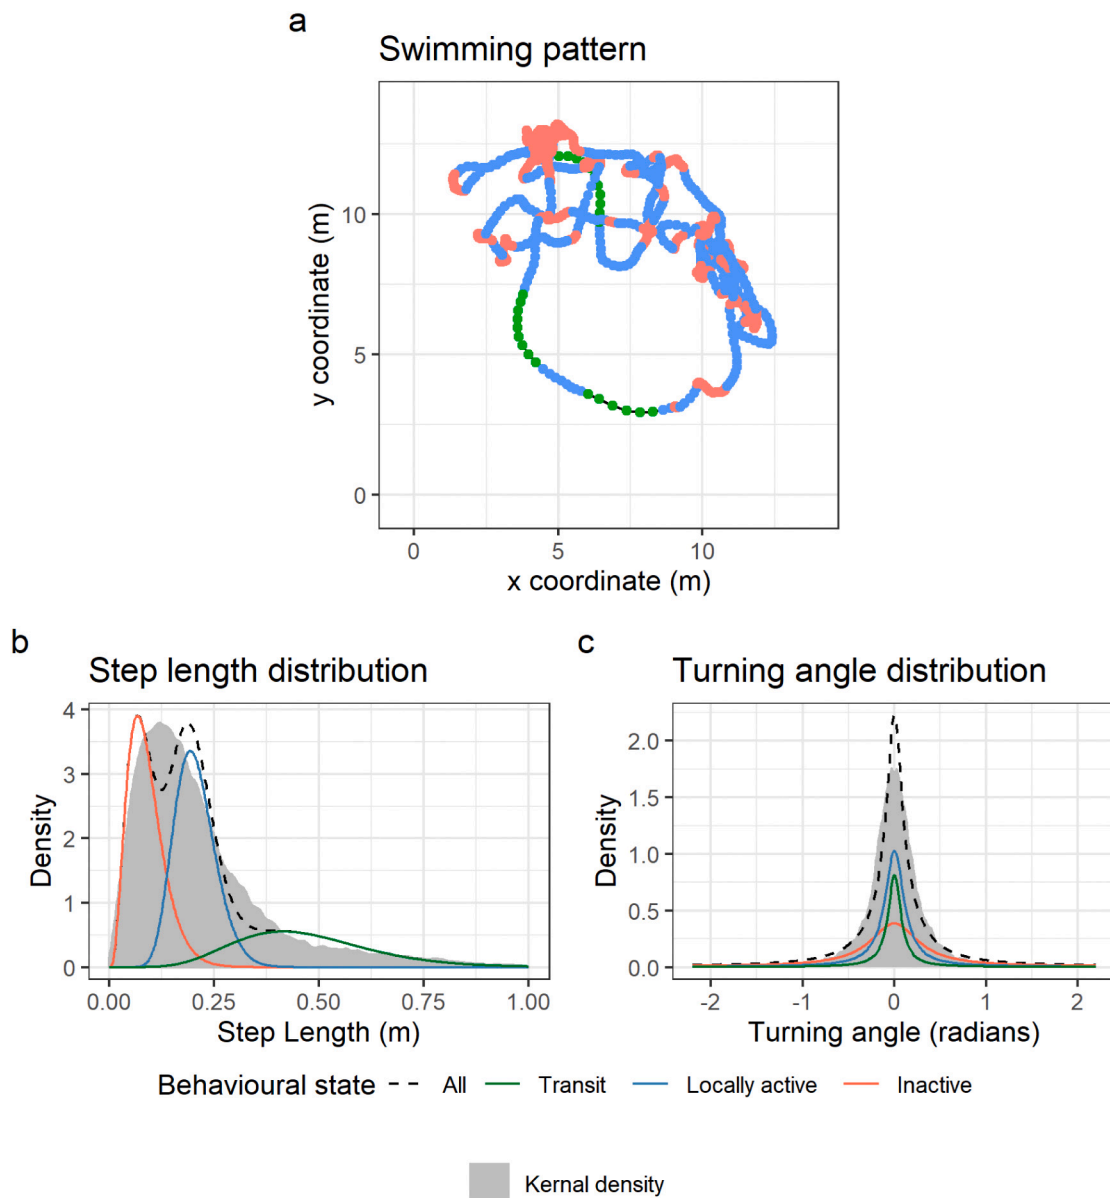 a
Swimming pattern
10
5
0
y coordinate (m)
0 5 10
x coordinate (m)
b
Step length distribution
4
3
2
1
0
Density
0.00 0.25 0.50 0.75 1.00
Step Length (m)
c
Turning angle distribution
2.0
1.5
1.0
0.5
0.0
Density
-2 -1 0 1 2
Turning angle (radians)
Behavioural state All Transit Locally active Inactive
Kernal density